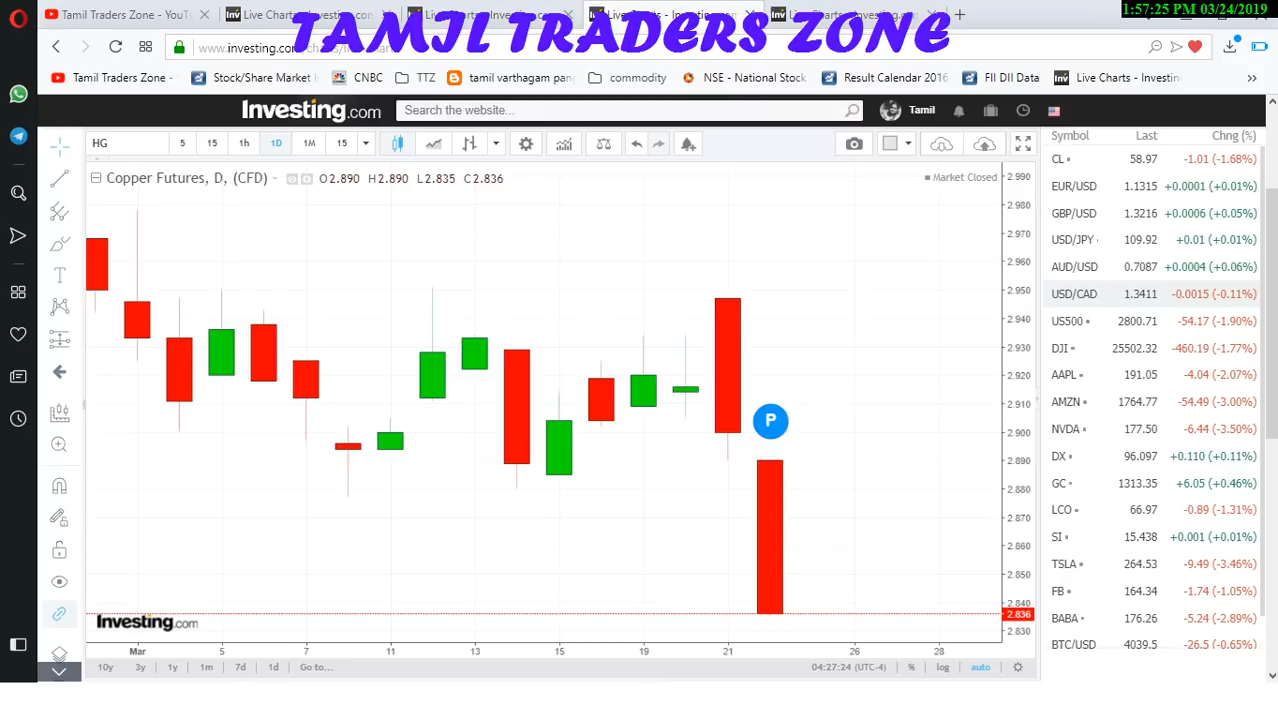 1:57:25 PM 03/24/2019
Tamil Traders Zone - YouT
Live Charts - Investing.com
TAMIL TRADERS ZONE
www.investing.com
Tamil Traders Zone -
Stock/Share Market I
CNBC
TTZ
tamil varthagam pan
commodity
NSE - National Stock
Result Calendar 2016
FII DII Data
Live Charts - Investin
»
Investing.com
Search the website...
Tamil
HG
5
15
1h
1D
1M
15
Copper Futures, D, (CFD)
O2.890 H2.890 L2.835 C2.836
Market Closed
Symbol Last Chng (%)
CL 58.97 -1.01 (-1.68%)
EUR/USD 1.1315 +0.0001 (+0.01%)
GBP/USD 1.3216 +0.0006 (+0.05%)
USD/JPY 109.92 +0.01 (+0.01%)
AUD/USD 0.7087 +0.0004 (+0.06%)
USD/CAD 1.3411 -0.0015 (-0.11%)
US500 2800.71 -54.17 (-1.90%)
DJI 25502.32 -460.19 (-1.77%)
AAPL 191.05 -4.04 (-2.07%)
AMZN 1764.77 -54.49 (-3.00%)
NVDA 177.50 -6.44 (-3.50%)
DX 96.097 +0.110 (+0.11%)
GC 1313.35 +6.05 (+0.46%)
LCO 66.97 -0.89 (-1.31%)
SI 15.438 +0.001 (+0.01%)
TSLA 264.53 -9.49 (-3.46%)
FB 164.34 -1.74 (-1.05%)
BABA 176.26 -5.24 (-2.89%)
BTC/USD 4039.5 -26.5 (-0.65%)
2.990
2.980
2.970
2.960
2.950
2.940
2.930
2.920
2.910
2.900
2.890
2.880
2.870
2.860
2.850
2.840
2.836
2.830
P
Investing.com
Mar 5 7 11 13 15 19 21 26 28
10y 3y 1y 1m 7d 1d Go to...
04:27:24 (UTC-4) % log auto